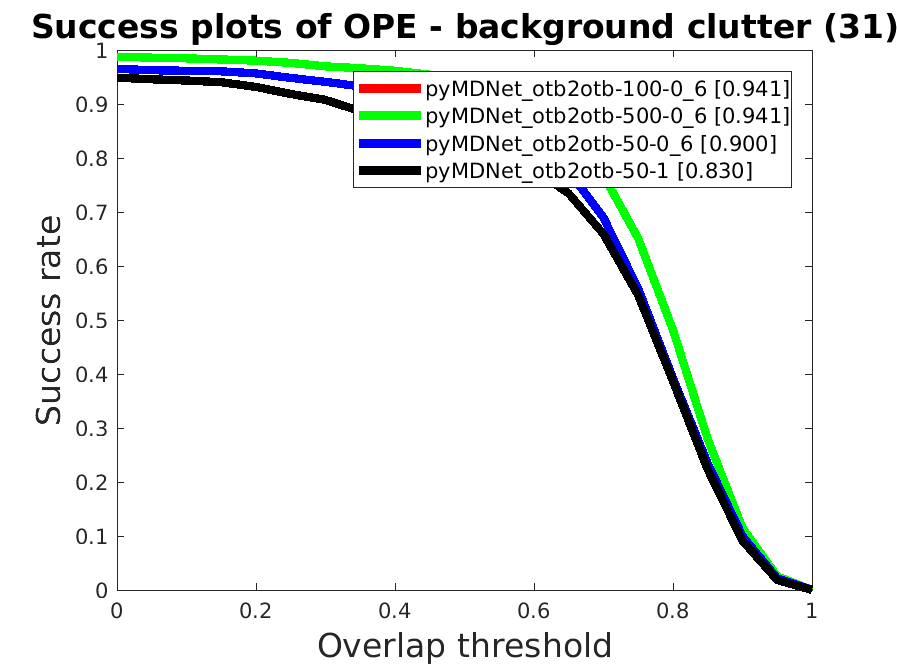 Success plots of OPE - background clutter (31)
1
0.9
0.8
0.7
0.6
0.5
0.4
0.3
0.2
0.1
0
Success rate
pyMDNet_otb2otb-100-0_6 [0.941]
pyMDNet_otb2otb-500-0_6 [0.941]
pyMDNet_otb2otb-50-0_6 [0.900]
pyMDNet_otb2otb-50-1 [0.830]
0 0.2 0.4 0.6 0.8 1
Overlap threshold